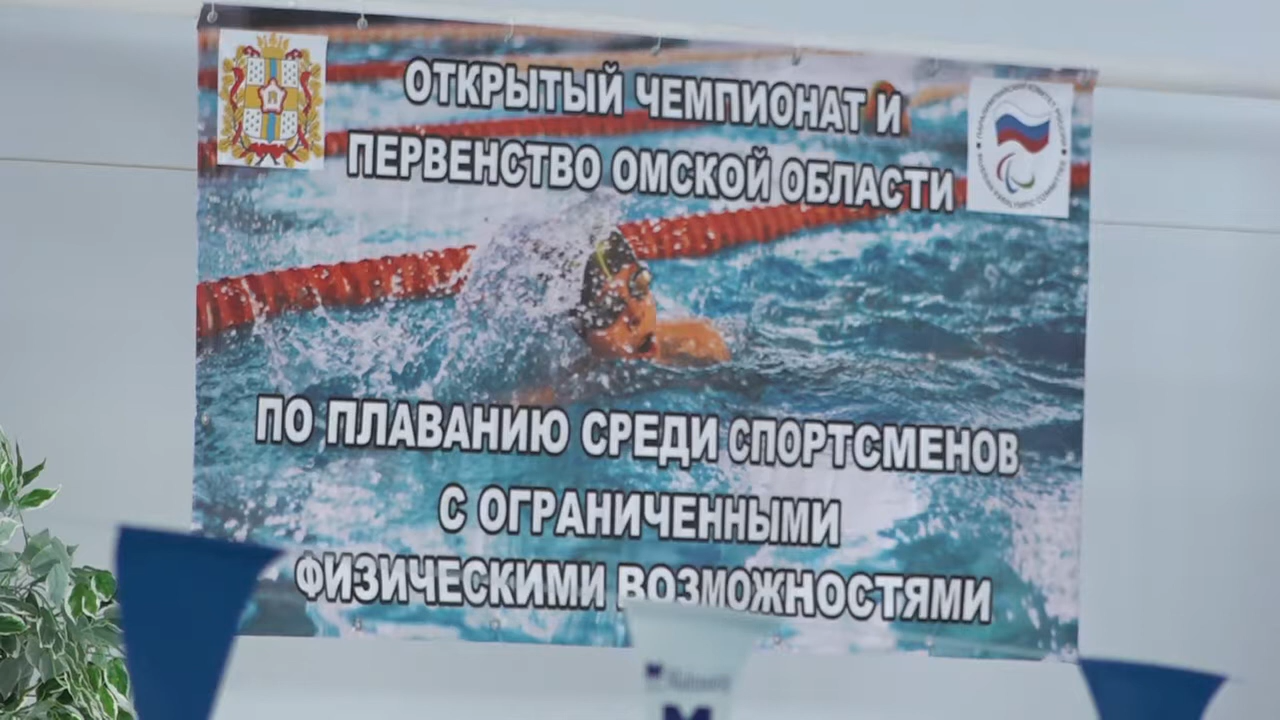 ОТКРЫТЫЙ ЧЕМПИОНАТ И
ПЕРВЕНСТВО ОМСКОЙ ОБЛАСТИ
ПО ПЛАВАНИЮ СРЕДИ СПОРТСМЕНОВ
С ОГРАНИЧЕННЫМИ
ФИЗИЧЕСКИМИ ВОЗМОЖНОСТЯМИ